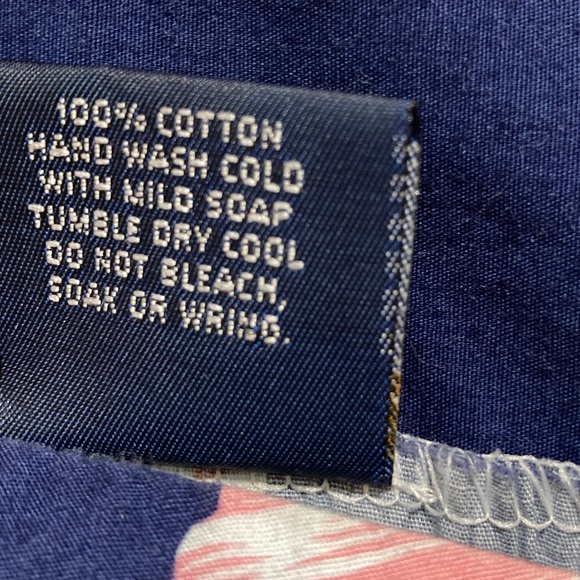 100% COTTON
HAND WASH COLD
WITH MILD SOAP
TUMBLE DRY COOL
DO NOT BLEACH,
SOAK OR WRING.